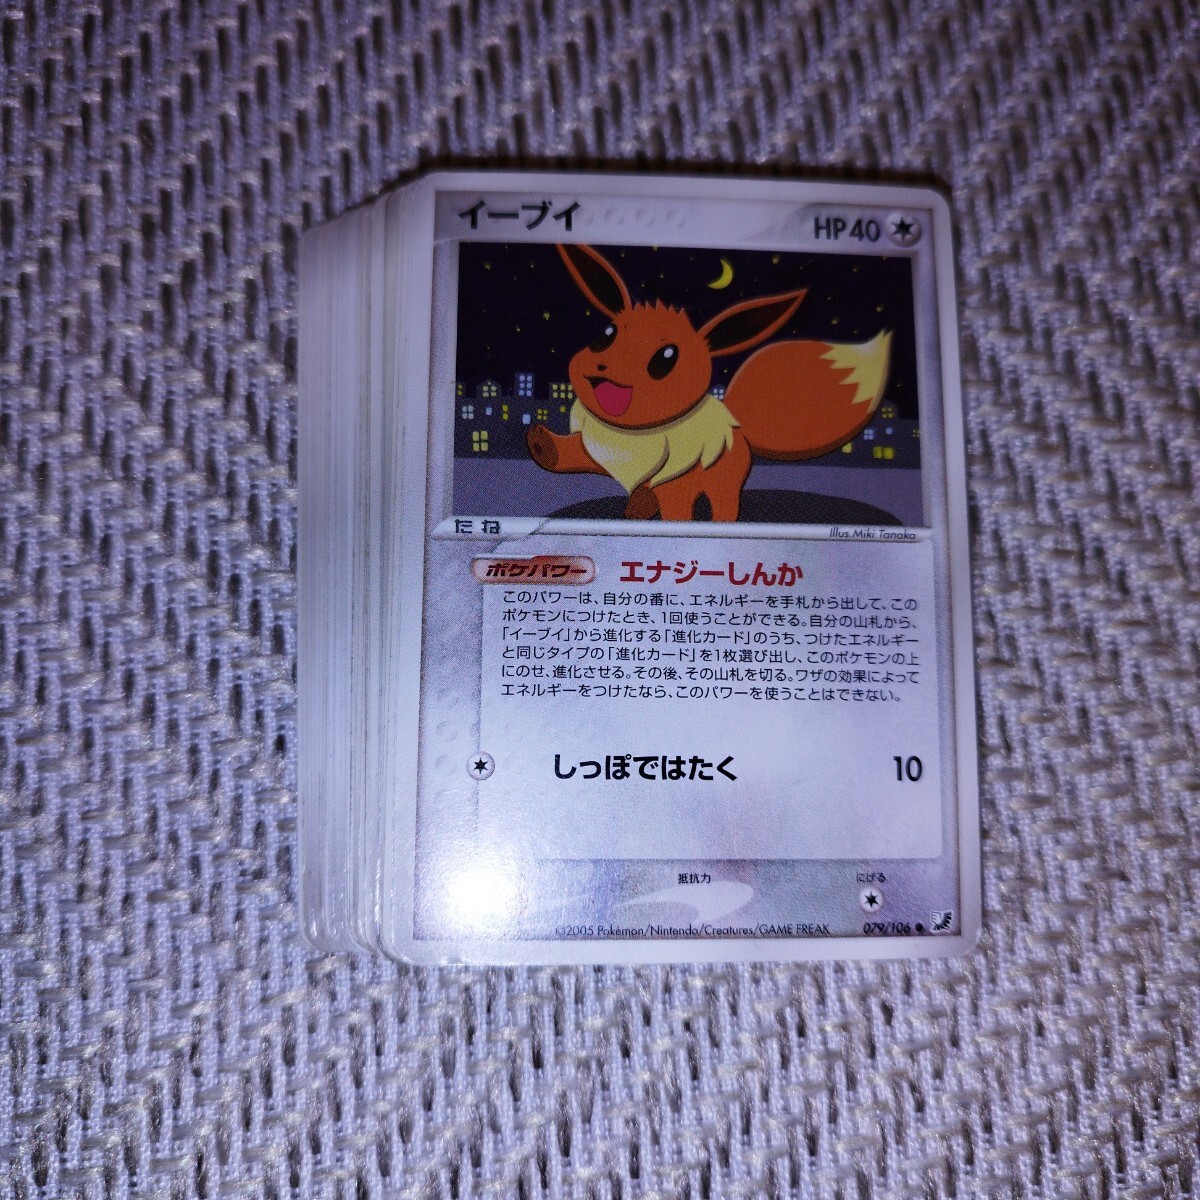 イーブイ
HP40
たね
Illus.Miki Tanaka
ポケパワー エナジーしんか
このパワーは、自分の番に、エネルギーを手札から出して、この
ポケモンにつけたとき、1回使うことができる。自分の山札から、
「イーブイ」から進化する「進化カード」のうち、つけたエネルギー
と同じタイプの「進化カード」を1枚選び出し、このポケモンの上
にのせ、進化させる。その後、その山札を切る。ワザの効果によって
エネルギーをつけたなら、このパワーを使うことはできない。
しっぽではたく 10
抵抗力 にげる
©2005 Pokémon/Nintendo/Creatures/GAME FREAK 079/106 ●